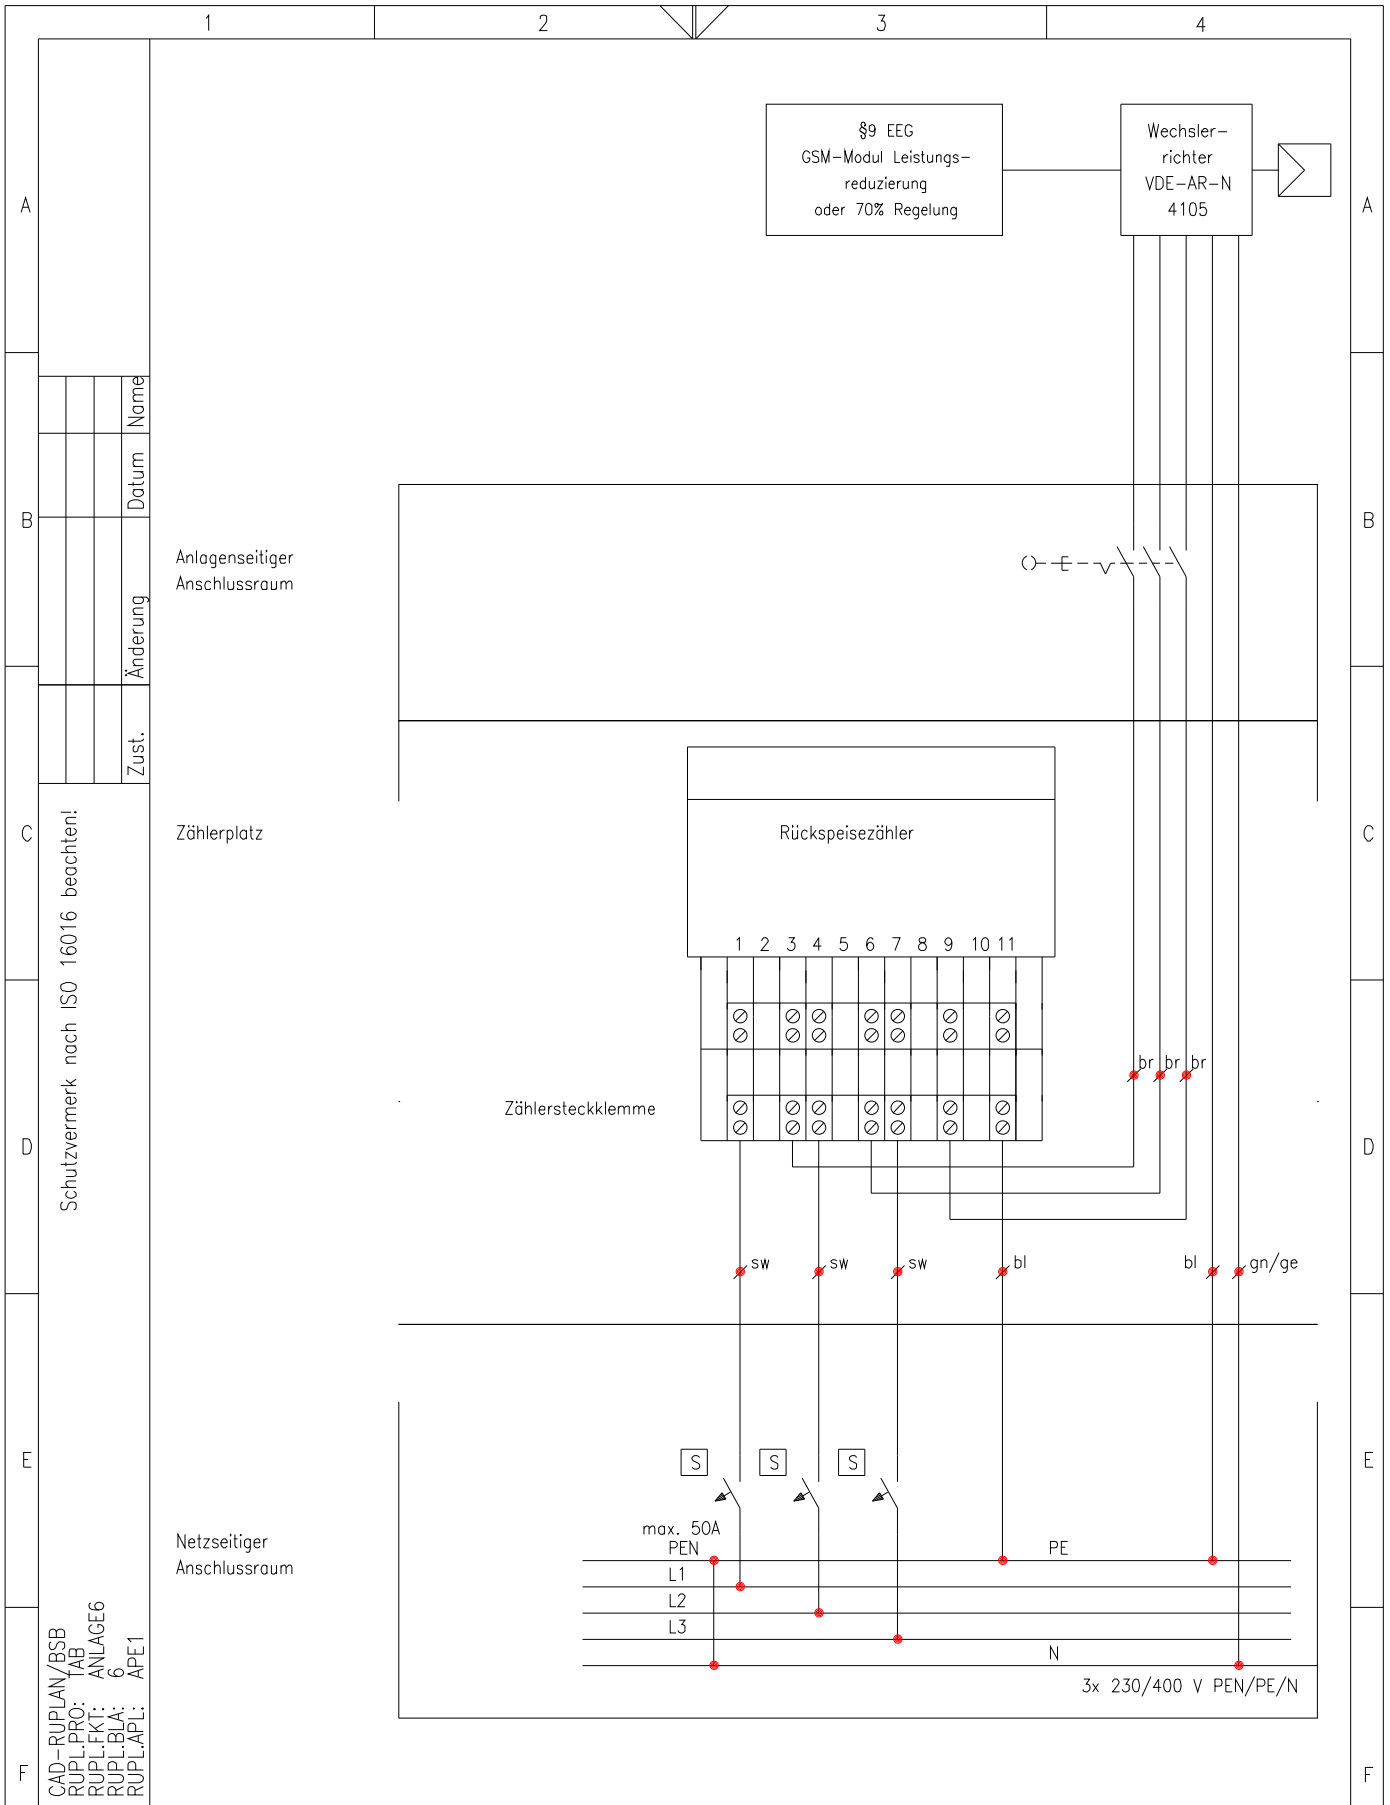 1
2
3
4
§9 EEG
GSM-Modul Leistungs-
reduzierung
oder 70% Regelung
Wechsler-
richter
VDE-AR-N
4105
A
A
Name
Datum
Änderung
Zust.
B
B
Anlagenseitiger
Anschlussraum
E
C
C
Zählerplatz
Rückspeisezähler
1 2 3 4 5 6 7 8 9 10 11
Schutzvermerk nach ISO 16016 beachten!
br br br
Zählersteckklemme
D
D
sw
sw
sw
bl
bl
gn/ge
E
E
S
S
S
max. 50A
PEN
PE
L1
L2
L3
N
3x 230/400 V PEN/PE/N
Netzseitiger
Anschlussraum
CAD-RUPLAN/BSB
RUPL.PRO: TAB
RUPL.FKT: ANLAGE6
RUPL.BLA: 6
RUPL.APL: APE1
F
F